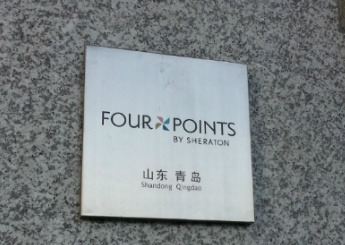 FOUR POINTS
BY SHERATON
山东 青岛
Shandong Qingdao